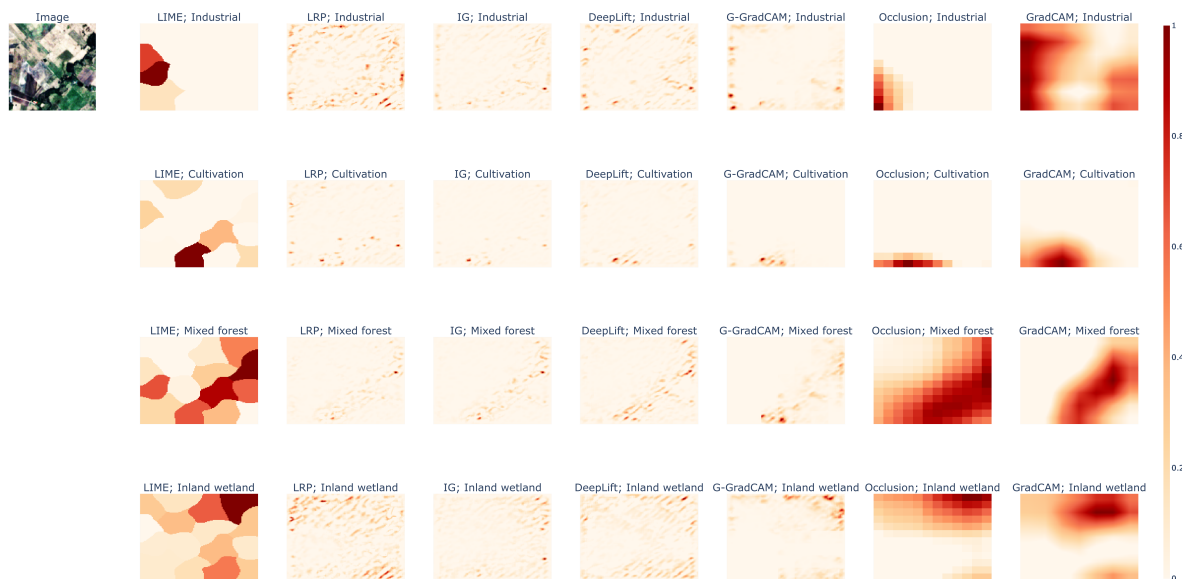 Image
LIME; Industrial
LRP; Industrial
IG; Industrial
DeepLift; Industrial
G-GradCAM; Industrial
Occlusion; Industrial
GradCAM; Industrial
1
0.8
LIME; Cultivation
LRP; Cultivation
IG; Cultivation
DeepLift; Cultivation
G-GradCAM; Cultivation
Occlusion; Cultivation
GradCAM; Cultivation
0.6
LIME; Mixed forest
LRP; Mixed forest
IG; Mixed forest
DeepLift; Mixed forest
G-GradCAM; Mixed forest
Occlusion; Mixed forest
GradCAM; Mixed forest
0.4
0.2
LIME; Inland wetland
LRP; Inland wetland
IG; Inland wetland
DeepLift; Inland wetland
G-GradCAM; Inland wetland
Occlusion; Inland wetland
GradCAM; Inland wetland
0